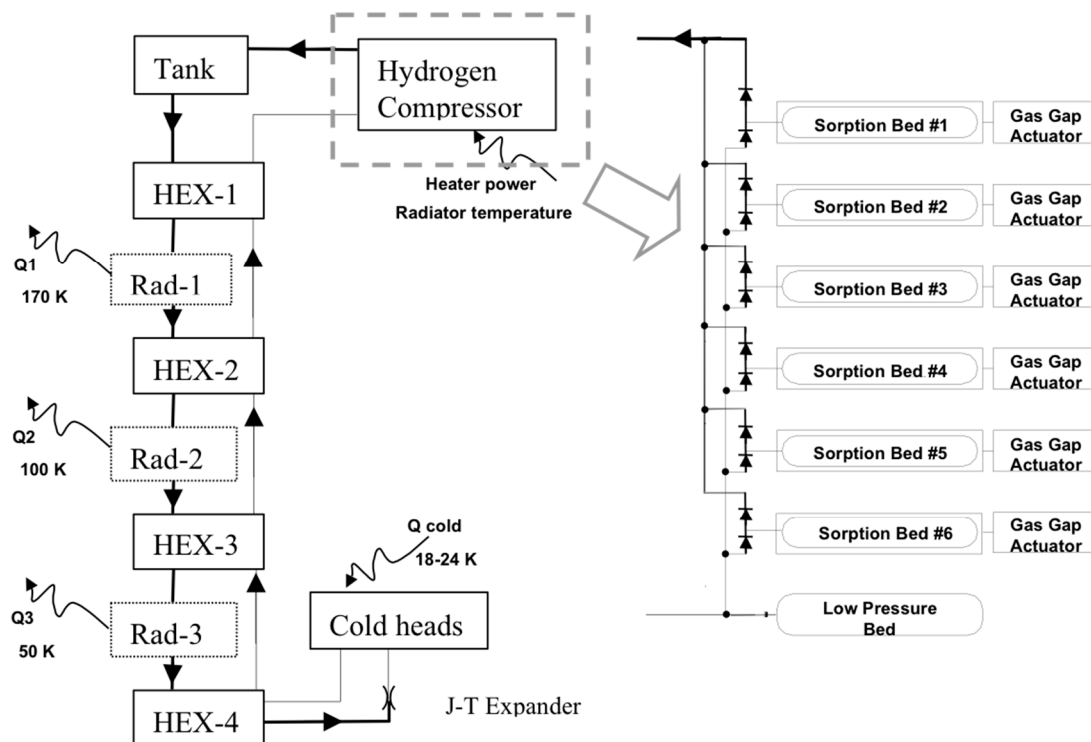 Tank
Hydrogen
Compressor
Heater power
Radiator temperature
HEX-1
Q1
170 K
Rad-1
HEX-2
Q2
100 K
Rad-2
HEX-3
Q cold
18-24 K
Q3
50 K
Rad-3
Cold heads
HEX-4
J-T Expander
Sorption Bed #1
Gas Gap
Actuator
Sorption Bed #2
Gas Gap
Actuator
Sorption Bed #3
Gas Gap
Actuator
Sorption Bed #4
Gas Gap
Actuator
Sorption Bed #5
Gas Gap
Actuator
Sorption Bed #6
Gas Gap
Actuator
Low Pressure
Bed